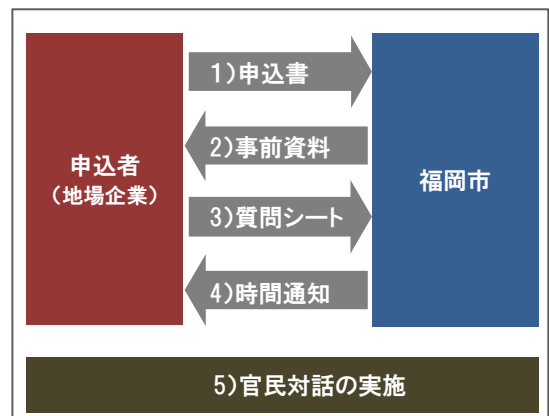 1）申込書
2）事前資料
申込者
（地場企業）
福岡市
3）質問シート
4）時間通知
5）官民対話の実施